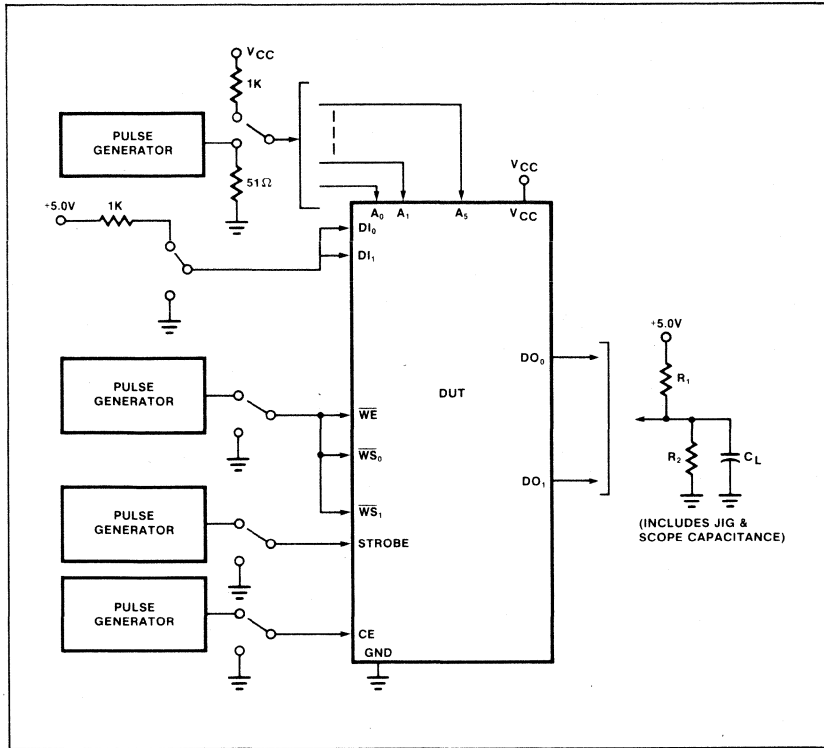 VCC
1K
PULSE
GENERATOR
51Ω
+5.0V
1K
VCC
A0 A1 A5 VCC
DI0
DI1
PULSE
GENERATOR
WE
WS0
WS1
DUT
DO0
DO1
+5.0V
R1
R2
CL
(INCLUDES JIG &
SCOPE CAPACITANCE)
PULSE
GENERATOR
STROBE
PULSE
GENERATOR
CE
GND